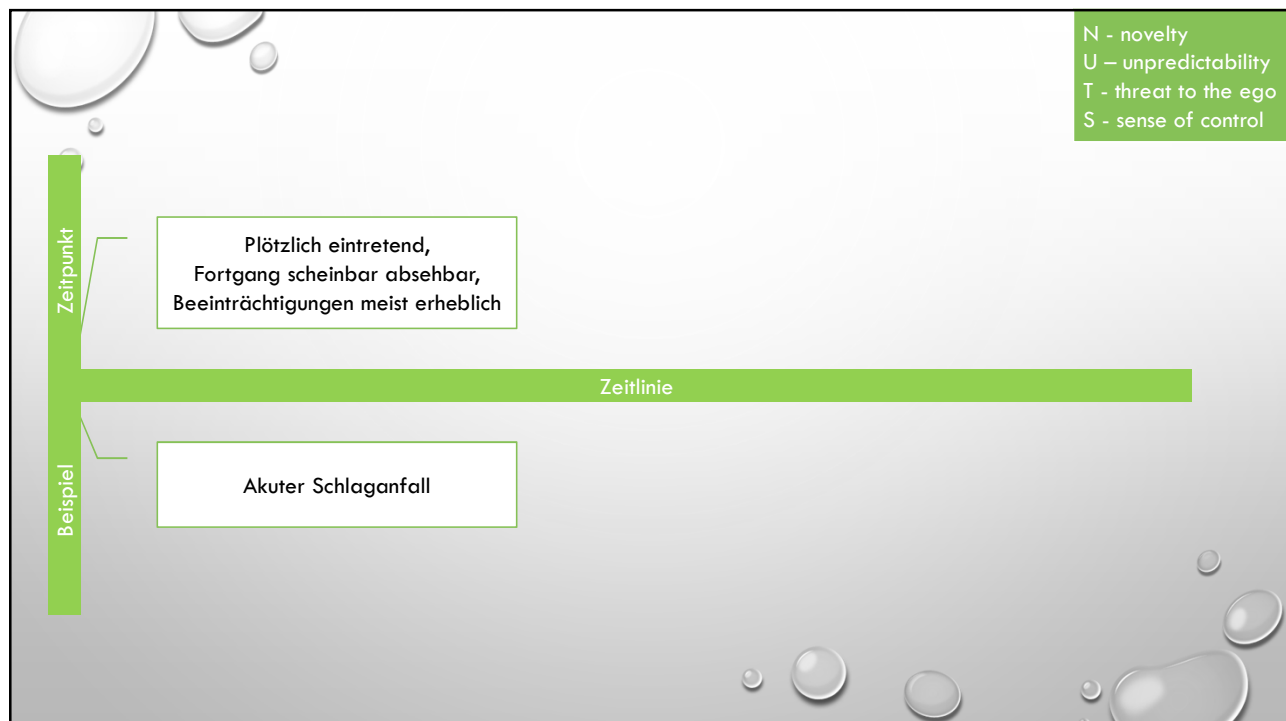 N - novelty
U – unpredictability
T - threat to the ego
S - sense of control
Zeitpunkt
Plötzlich eintretend,
Fortgang scheinbar absehbar,
Beeinträchtigungen meist erheblich
Zeitlinie
Beispiel
Akuter Schlaganfall